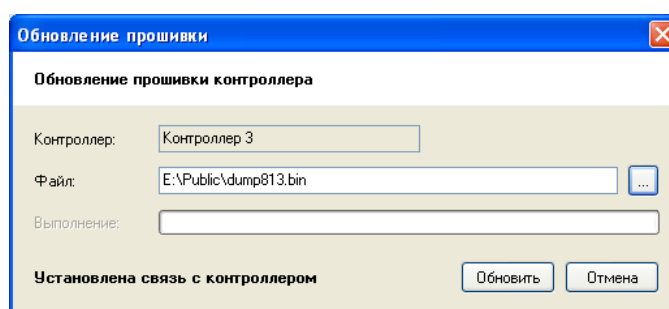 Обновление прошивки
Обновление прошивки контроллера
Контроллер: Контроллер 3
Файл: E:\Public\dump813.bin ...
Выполнение:
Установлена связь с контроллером Обновить Отмена